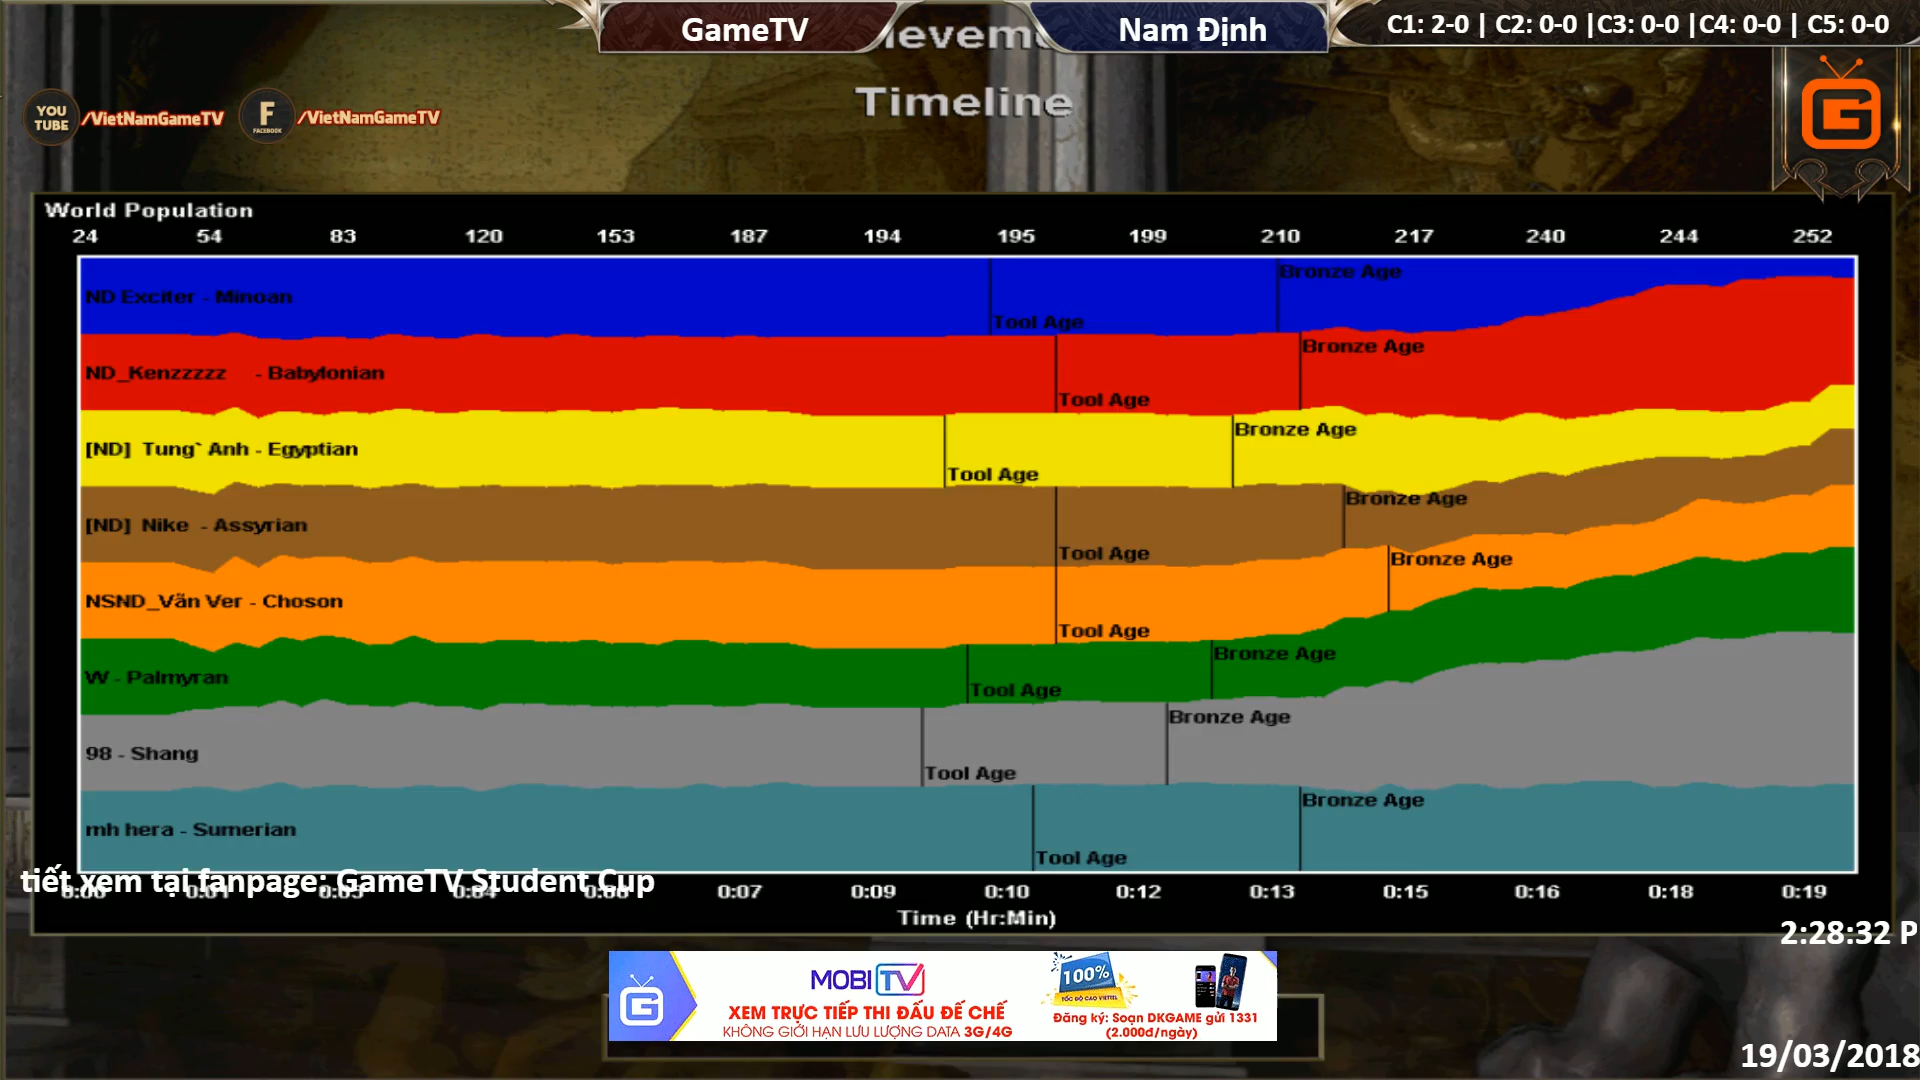 GameTV
Nam Định
C1: 2-0 | C2: 0-0 |C3: 0-0 |C4: 0-0 | C5: 0-0
Timeline
YOU
TUBE
/VietNamGameTV
F
FACEBOOK
/VietNamGameTV
World Population
24 54 83 120 153 187 194 195 199 210 217 240 244 252
ND Exciter - Minoan
Tool Age
Bronze Age
ND_Kenzzzzz - Babylonian
Tool Age
Bronze Age
[ND] Tung` Anh - Egyptian
Tool Age
Bronze Age
[ND] Nike - Assyrian
Tool Age
Bronze Age
NSND_Văn Ver - Choson
Tool Age
Bronze Age
W - Palmyran
Tool Age
Bronze Age
98 - Shang
Tool Age
Bronze Age
mh hera - Sumerian
Tool Age
Bronze Age
tiết xem tại fanpage: GameTV Student Cup
0:07 0:09 0:10 0:12 0:13 0:15 0:16 0:18 0:19
Time (Hr:Min)
2:28:32 P
MOBITV
XEM TRỰC TIẾP THI ĐẤU ĐẾ CHẾ
KHÔNG GIỚI HẠN LƯU LƯỢNG DATA 3G/4G
100%
TỐC ĐỘ CAO VIETTEL
Đăng ký: Soạn DKGAME gửi 1331
(2.000đ/ngày)
19/03/2018